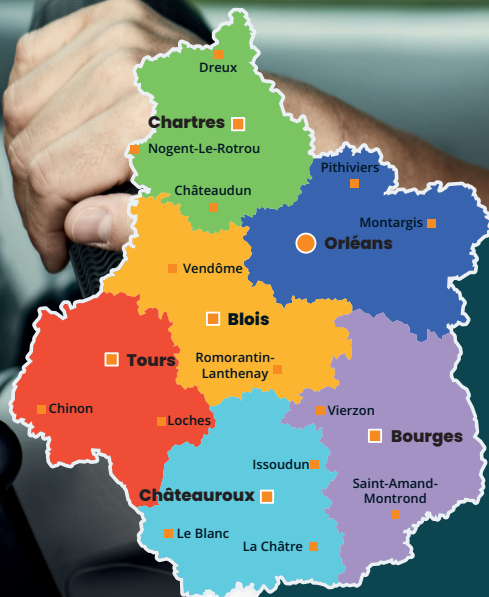 Dreux
Chartres
Nogent-Le-Rotrou
Pithiviers
Châteaudun
Montargis
Orléans
Vendôme
Blois
Romorantin-
Lanthenay
Tours
Chinon
Loches
Vierzon
Bourges
Issoudun
Saint-Amand-
Montrond
Châteauroux
Le Blanc
La Châtre